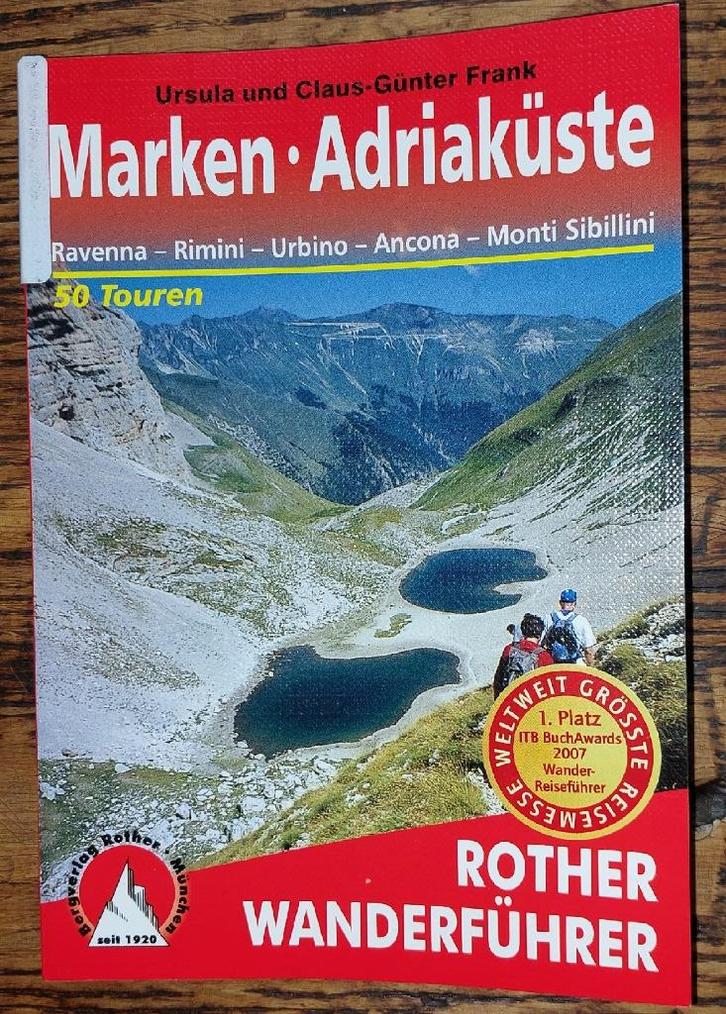 Ursula und Claus-Günter Frank
Marken · Adriaküste
Ravenna – Rimini – Urbino – Ancona – Monti Sibillini
50 Touren
WELTWEIT GRÖSSTE REISEMESSE
1. Platz
ITB BuchAwards
2007
Wander-
Reiseführer
Bergverlag Rother · München
seit 1920
ROTHER
WANDERFÜHRER